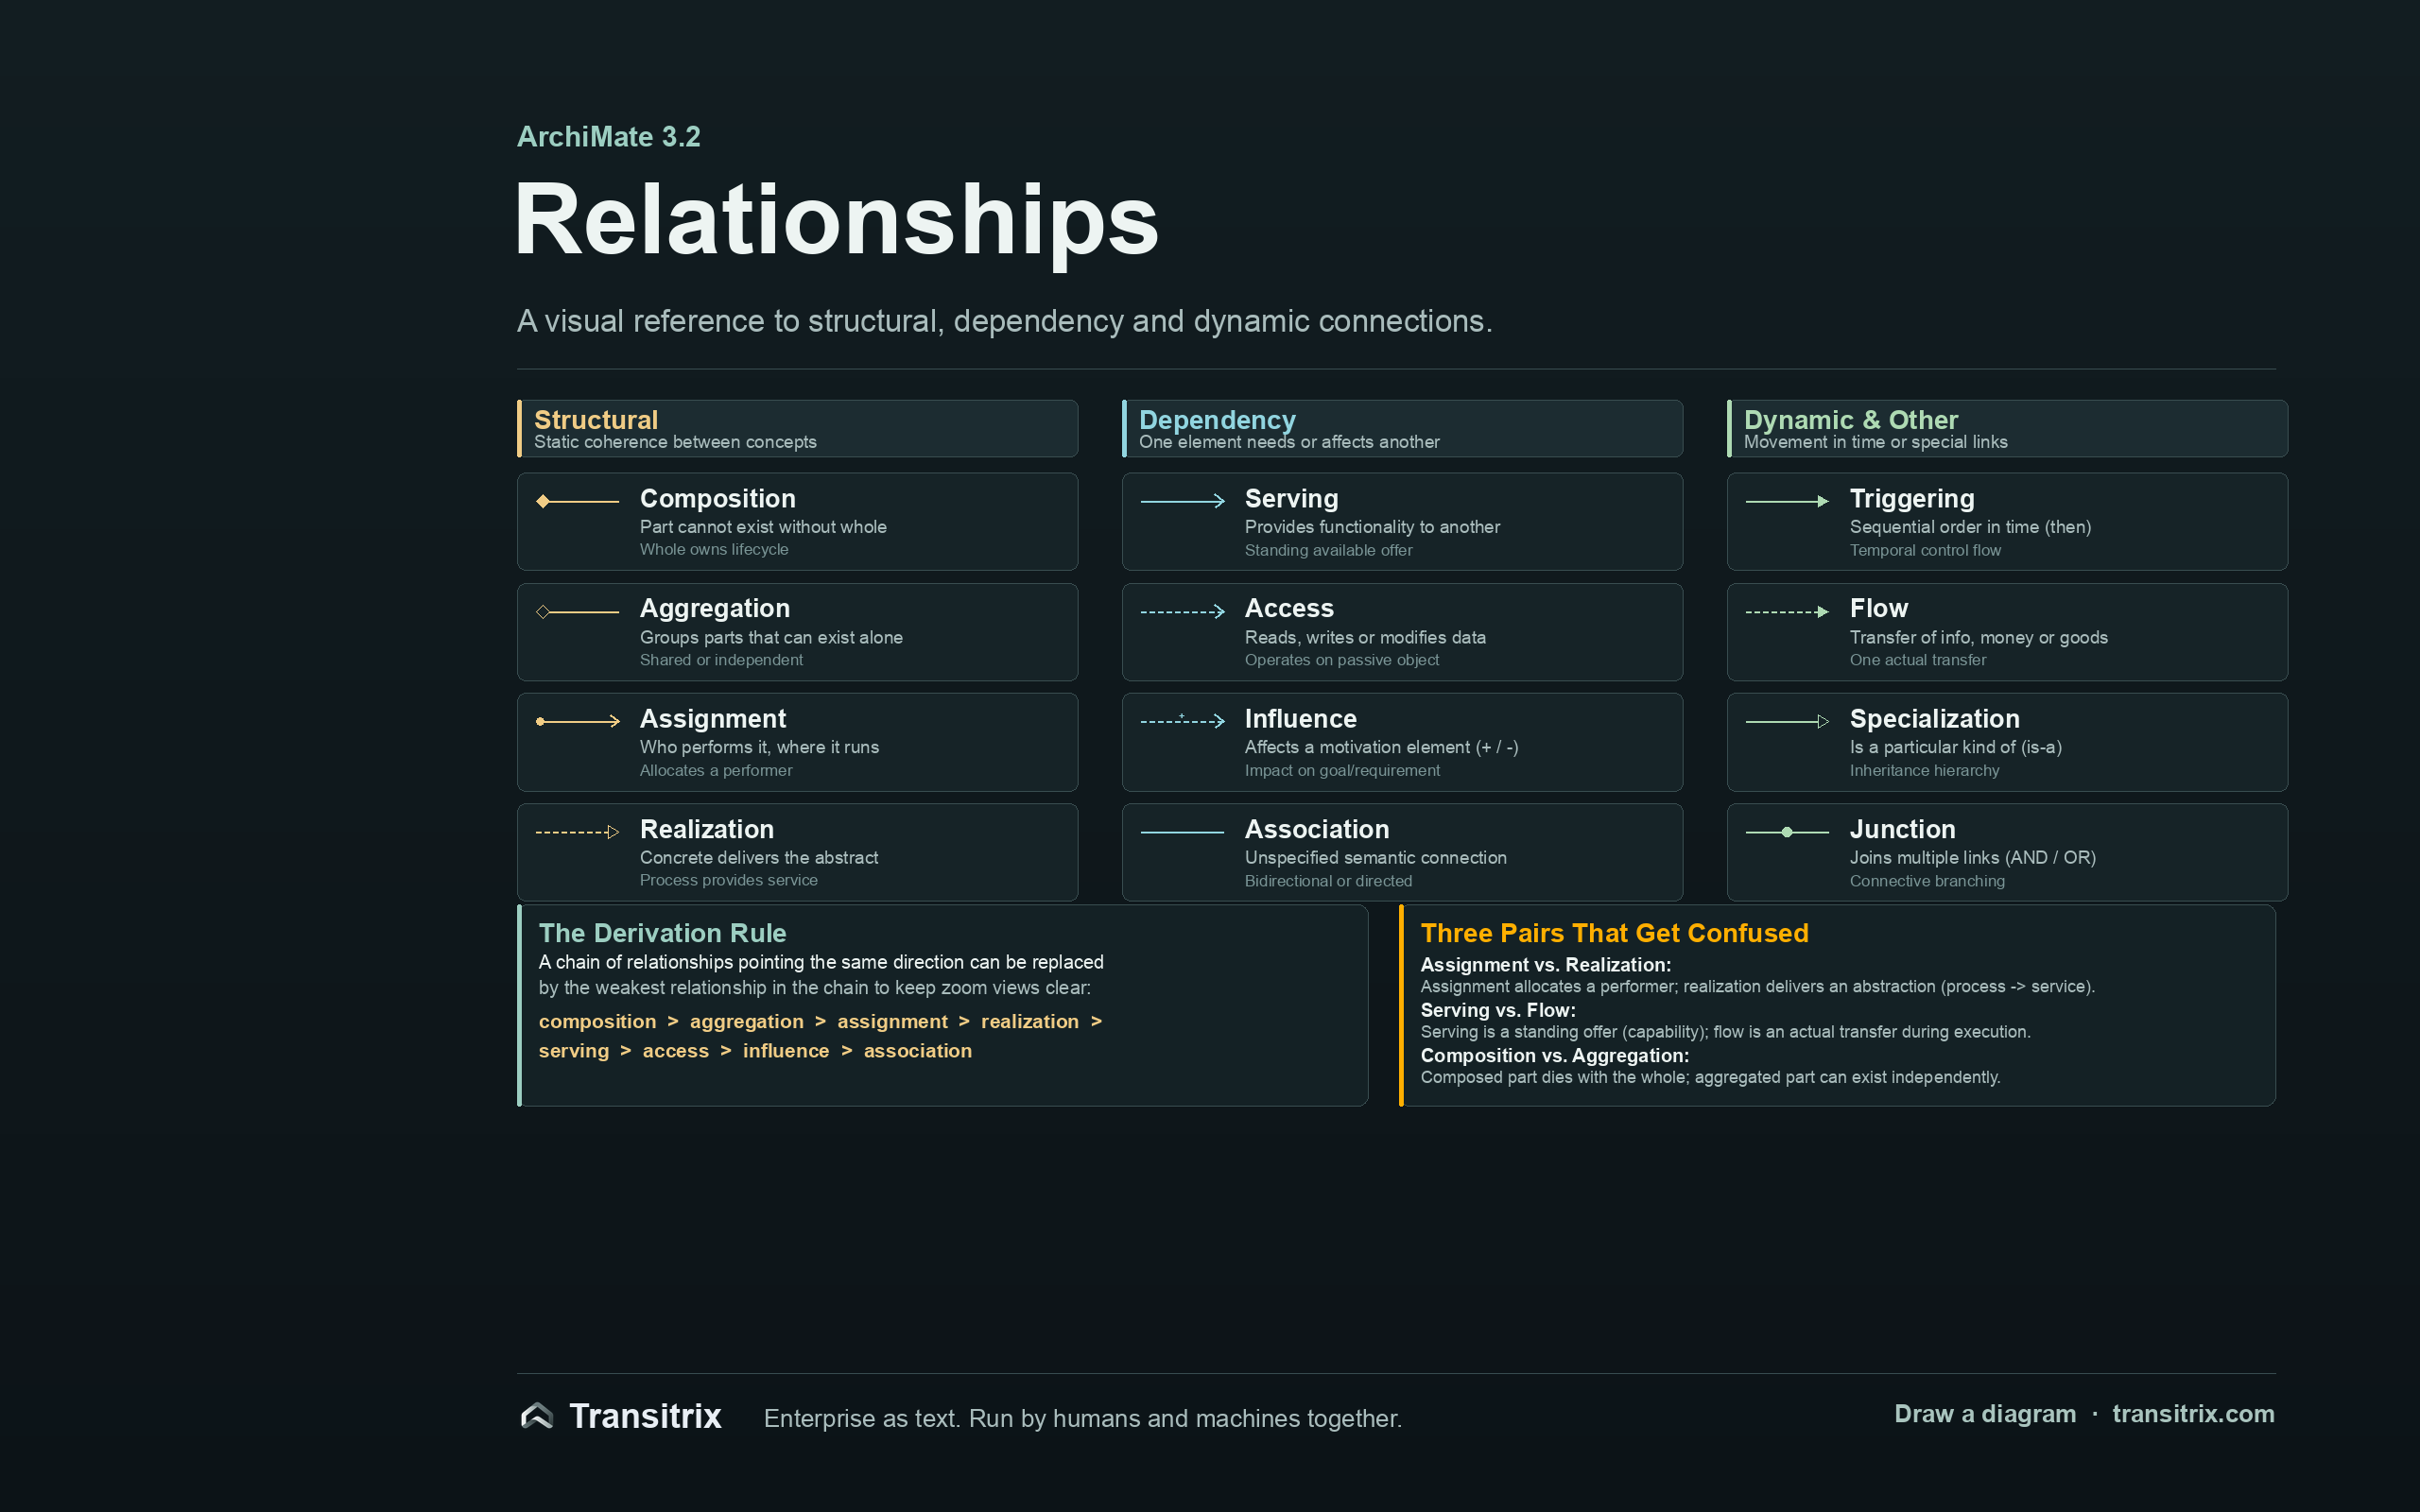 ArchiMate 3.2
Relationships
A visual reference to structural, dependency and dynamic connections.
Structural
Static coherence between concepts
Composition
Part cannot exist without whole
Whole owns lifecycle
Aggregation
Groups parts that can exist alone
Shared or independent
Assignment
Who performs it, where it runs
Allocates a performer
Realization
Concrete delivers the abstract
Process provides service
Dependency
One element needs or affects another
Serving
Provides functionality to another
Standing available offer
Access
Reads, writes or modifies data
Operates on passive object
+
Influence
Affects a motivation element (+ / -)
Impact on goal/requirement
Association
Unspecified semantic connection
Bidirectional or directed
Dynamic & Other
Movement in time or special links
Triggering
Sequential order in time (then)
Temporal control flow
Flow
Transfer of info, money or goods
One actual transfer
Specialization
Is a particular kind of (is-a)
Inheritance hierarchy
Junction
Joins multiple links (AND / OR)
Connective branching
The Derivation Rule
A chain of relationships pointing the same direction can be replaced
by the weakest relationship in the chain to keep zoom views clear:
composition > aggregation > assignment > realization >
serving > access > influence > association
Three Pairs That Get Confused
Assignment vs. Realization:
Assignment allocates a performer; realization delivers an abstraction (process -> service).
Serving vs. Flow:
Serving is a standing offer (capability); flow is an actual transfer during execution.
Composition vs. Aggregation:
Composed part dies with the whole; aggregated part can exist independently.
Transitrix
Enterprise as text. Run by humans and machines together.
Draw a diagram · transitrix.com